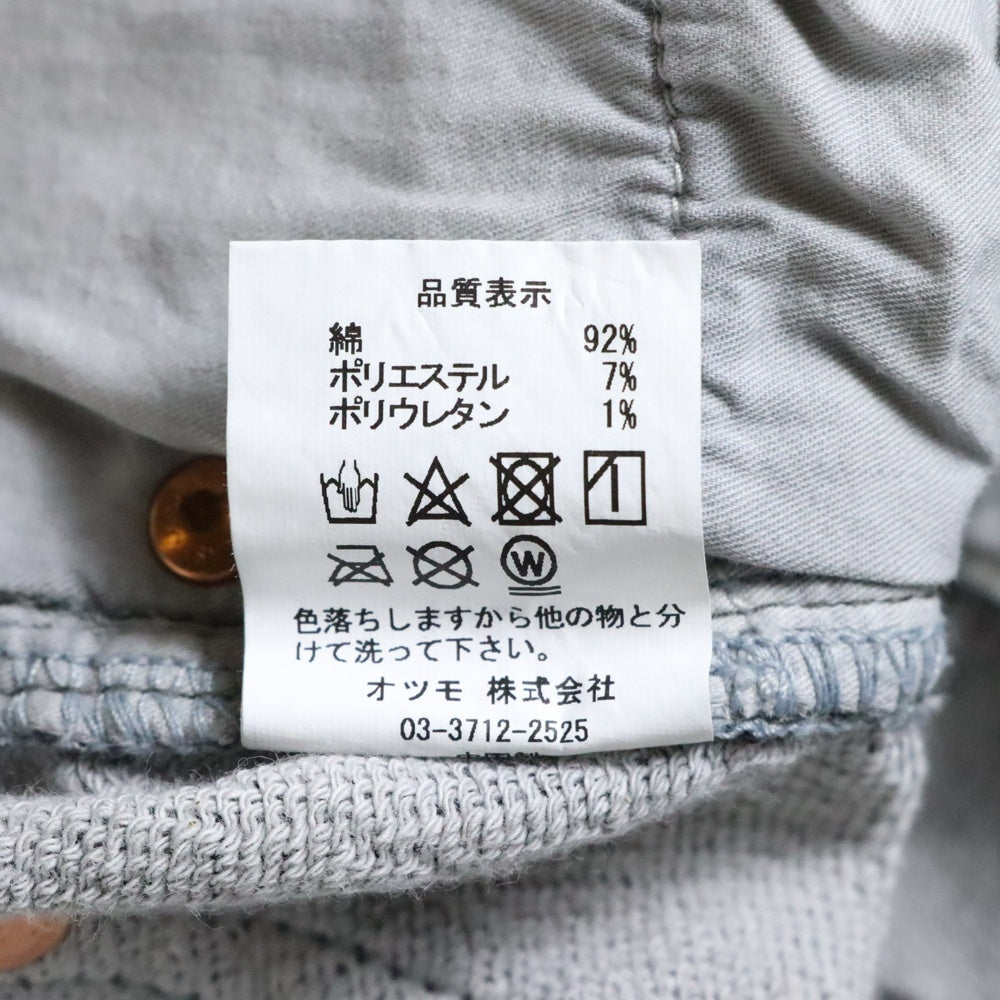 品質表示
綿 92%
ポリエステル 7%
ポリウレタン 1%
W
色落ちしますから他の物と分
けて洗って下さい。
オツモ 株式会社
03-3712-2525